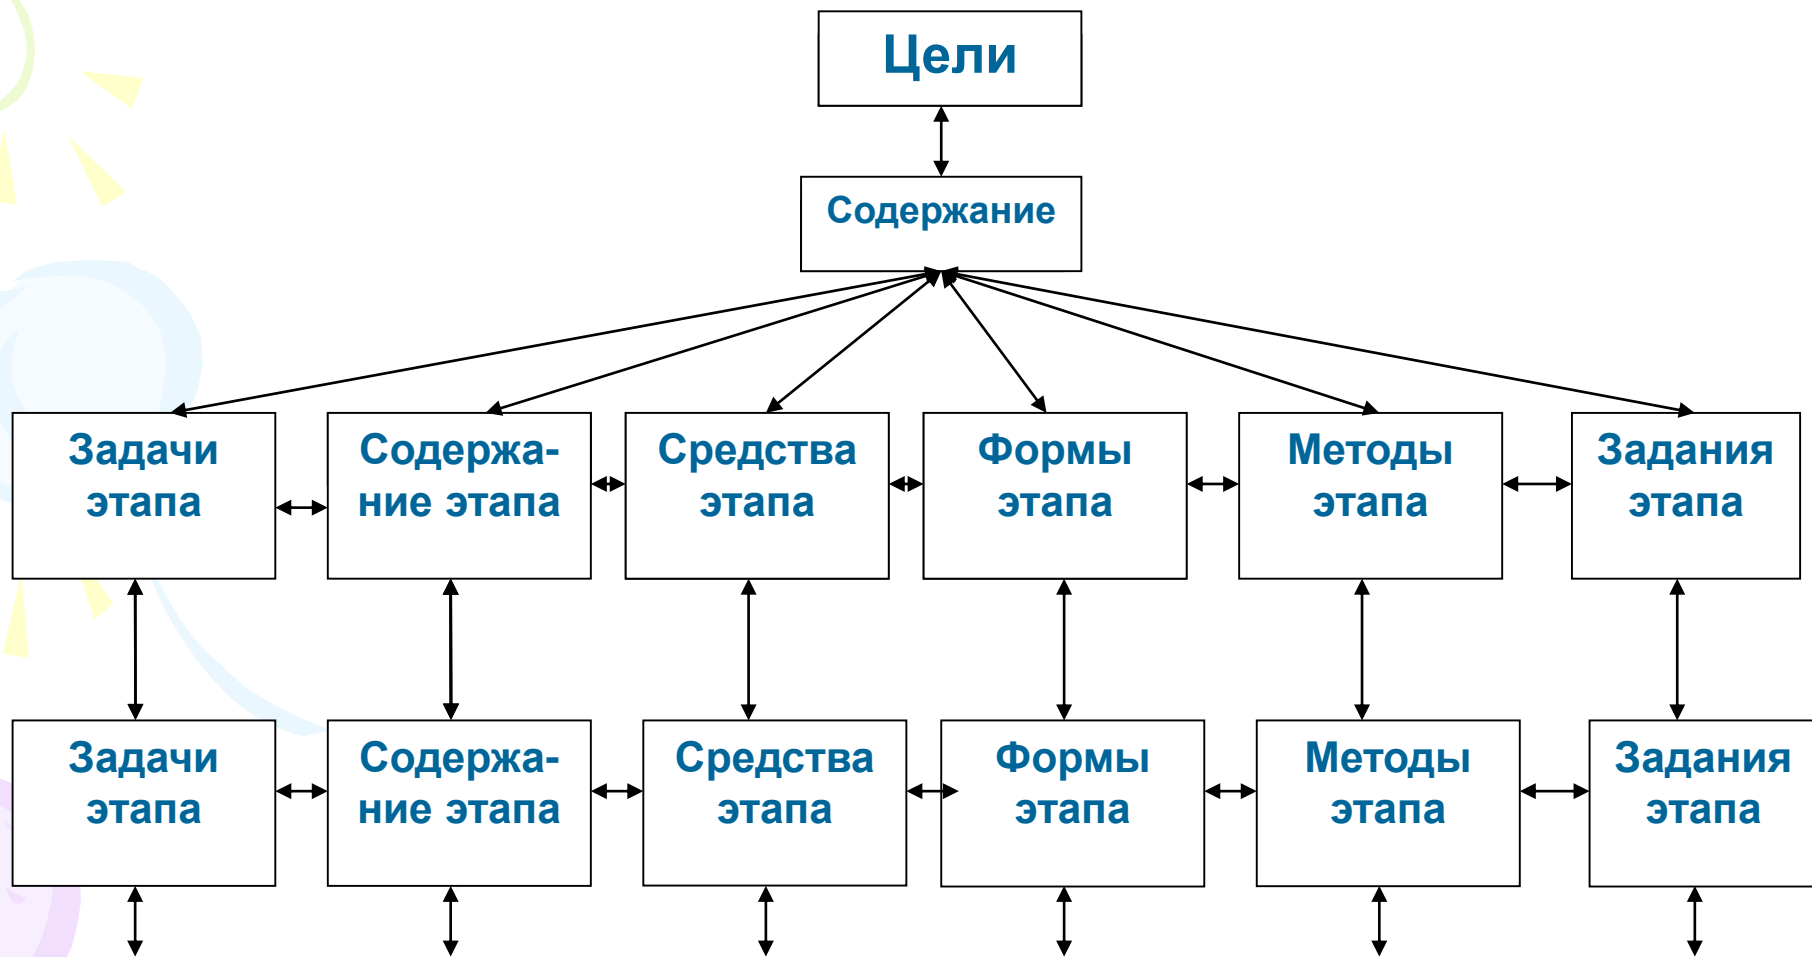 Цели
Содержание
Задачи
этапа
Содержа-
ние этапа
Средства
этапа
Формы
этапа
Методы
этапа
Задания
этапа
Задачи
этапа
Содержа-
ние этапа
Средства
этапа
Формы
этапа
Методы
этапа
Задания
этапа